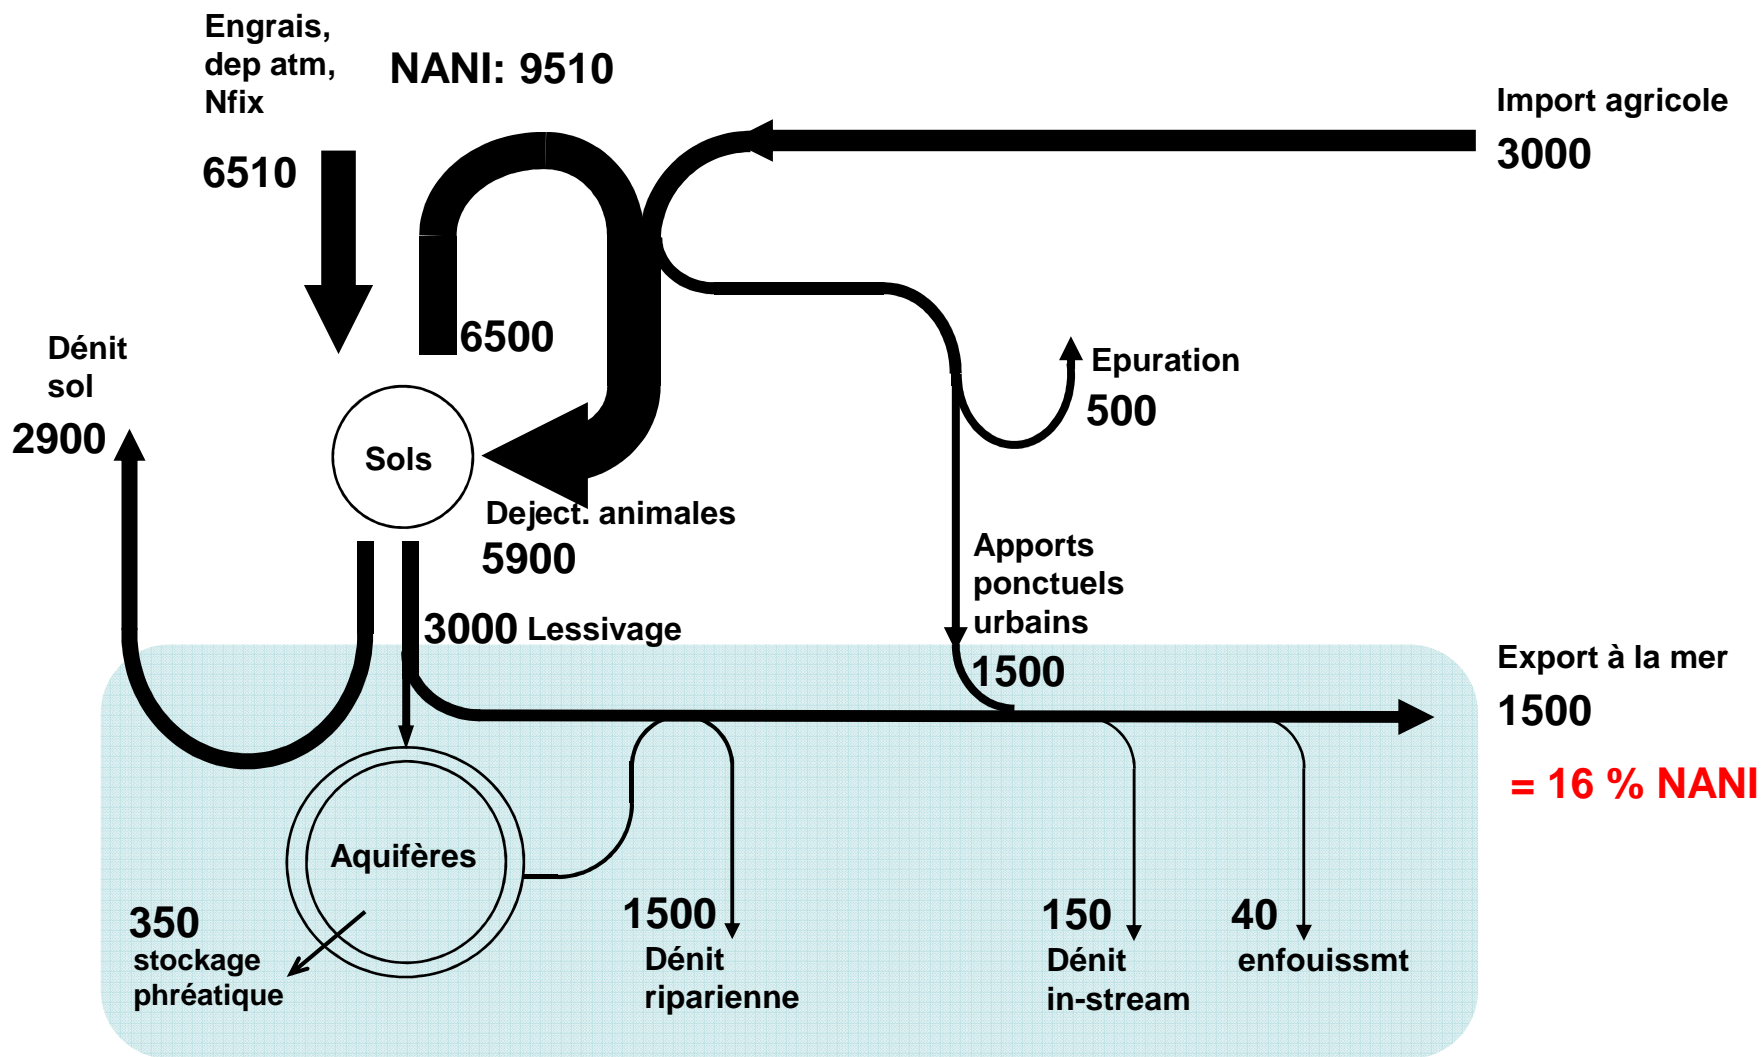 Engrais,
dep atm,
Nfix
6510
NANI: 9510
Import agricole
3000
6500
Dénit
sol
2900
Epuration
500
Sols
Deject. animales
5900
3000 Lessivage
Apports
ponctuels
urbains
1500
Export à la mer
1500
= 16 % NANI
Aquifères
350
stockage
phréatique
1500
Dénit
riparienne
150
Dénit
in-stream
40
enfouissmt